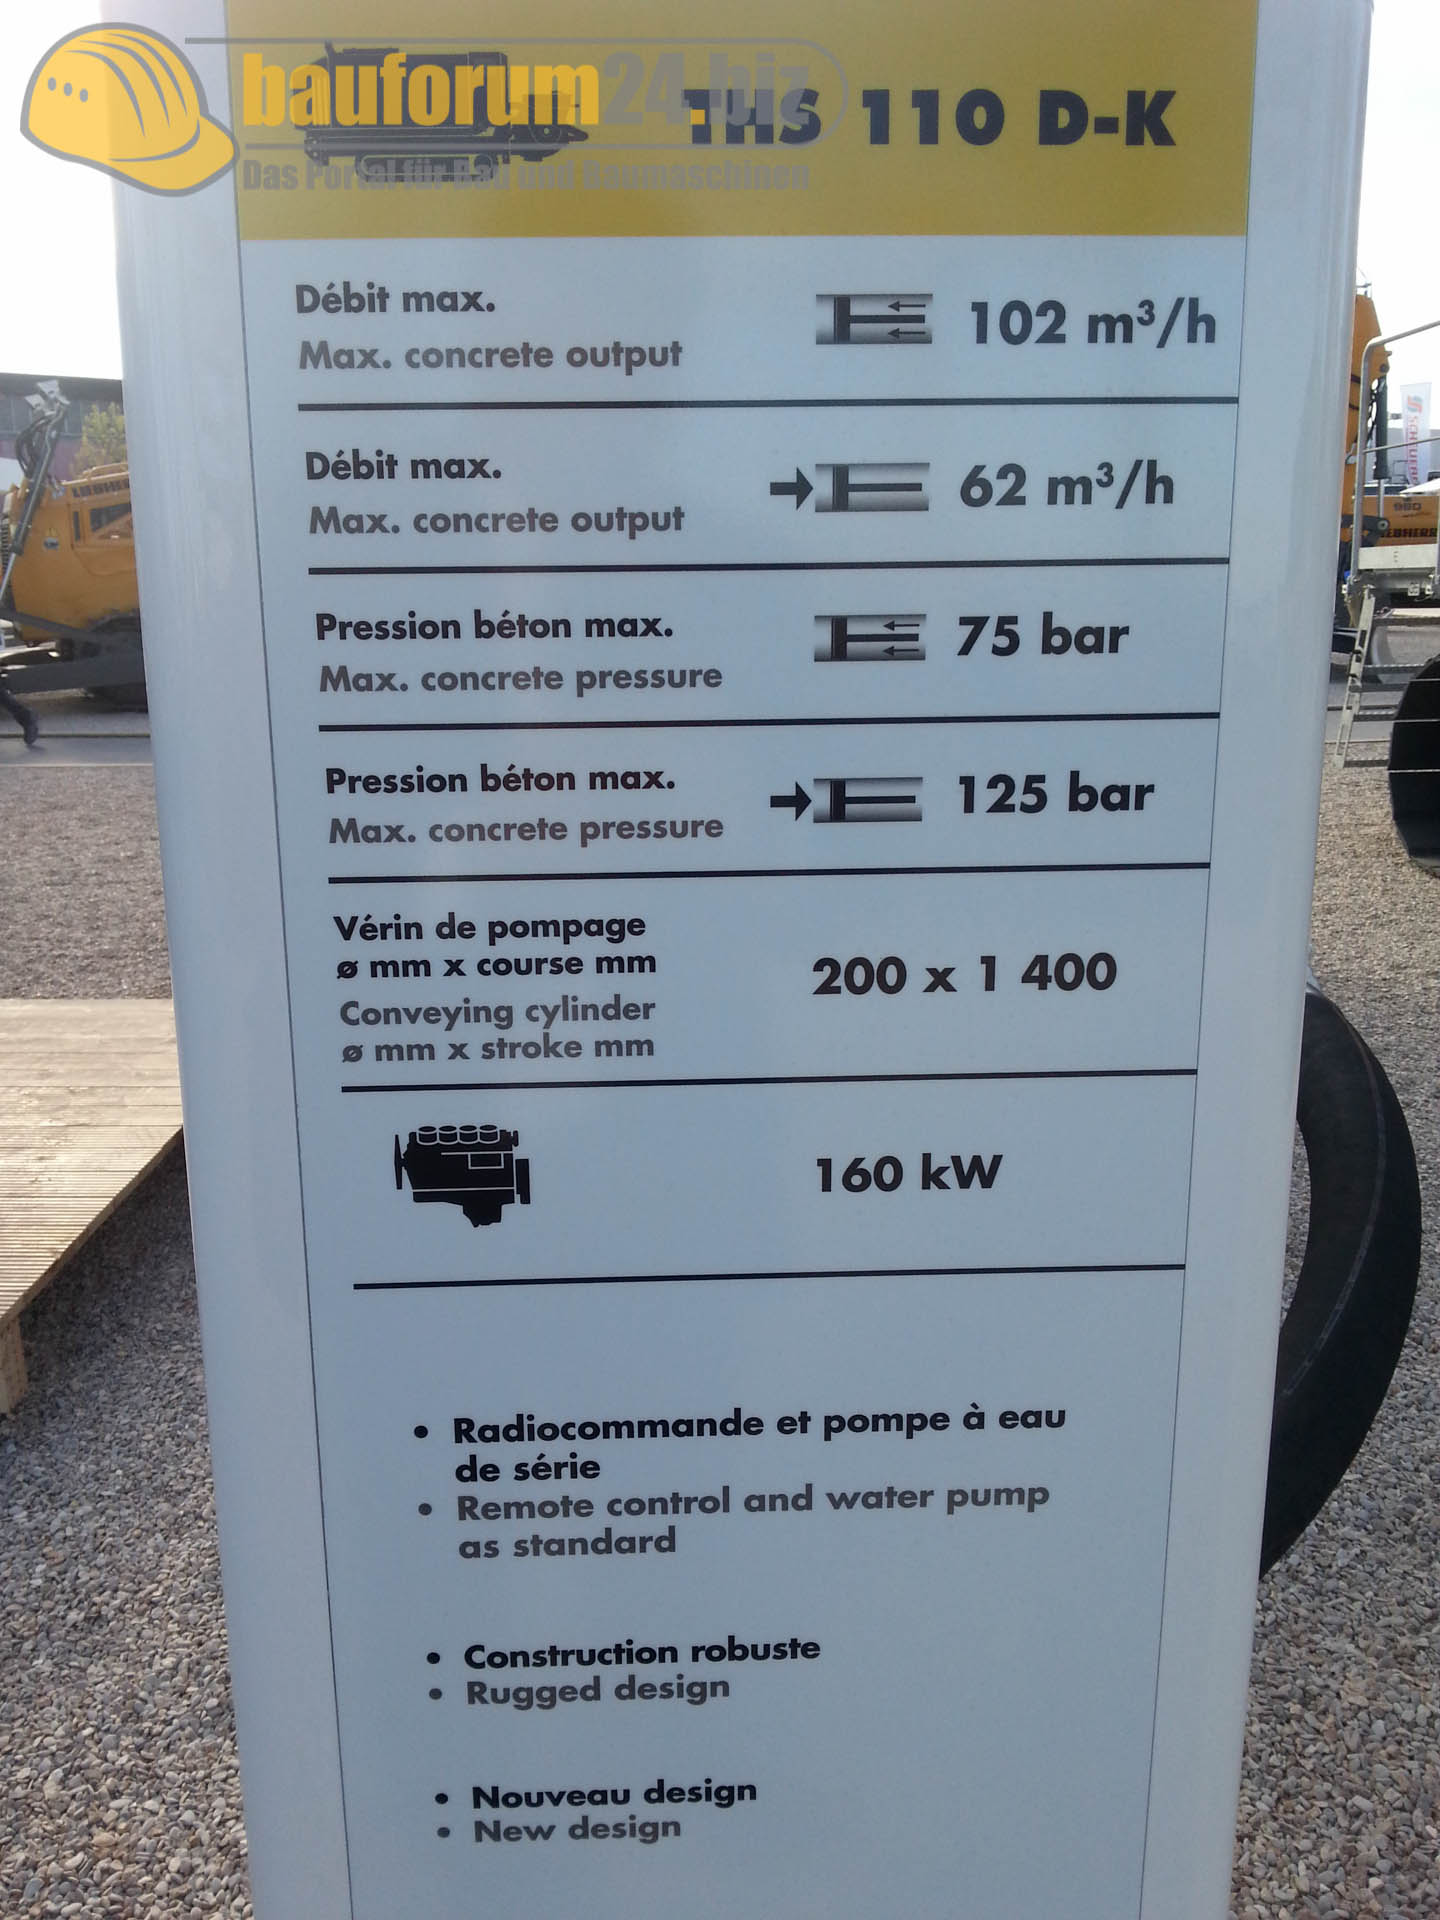 bauforum24.biz
THS 110 D-K
Das Portal für Bau und Baumaschinen
Débit max.
Max. concrete output
102 m³/h
Débit max.
Max. concrete output
62 m³/h
Pression béton max.
Max. concrete pressure
75 bar
Pression béton max.
Max. concrete pressure
125 bar
Vérin de pompage
ø mm x course mm
Conveying cylinder
ø mm x stroke mm
200 x 1 400
160 kW
• Radiocommande et pompe à eau
de série
• Remote control and water pump
as standard
• Construction robuste
• Rugged design
• Nouveau design
• New design
LIEBHERR
960
LIEBHERR